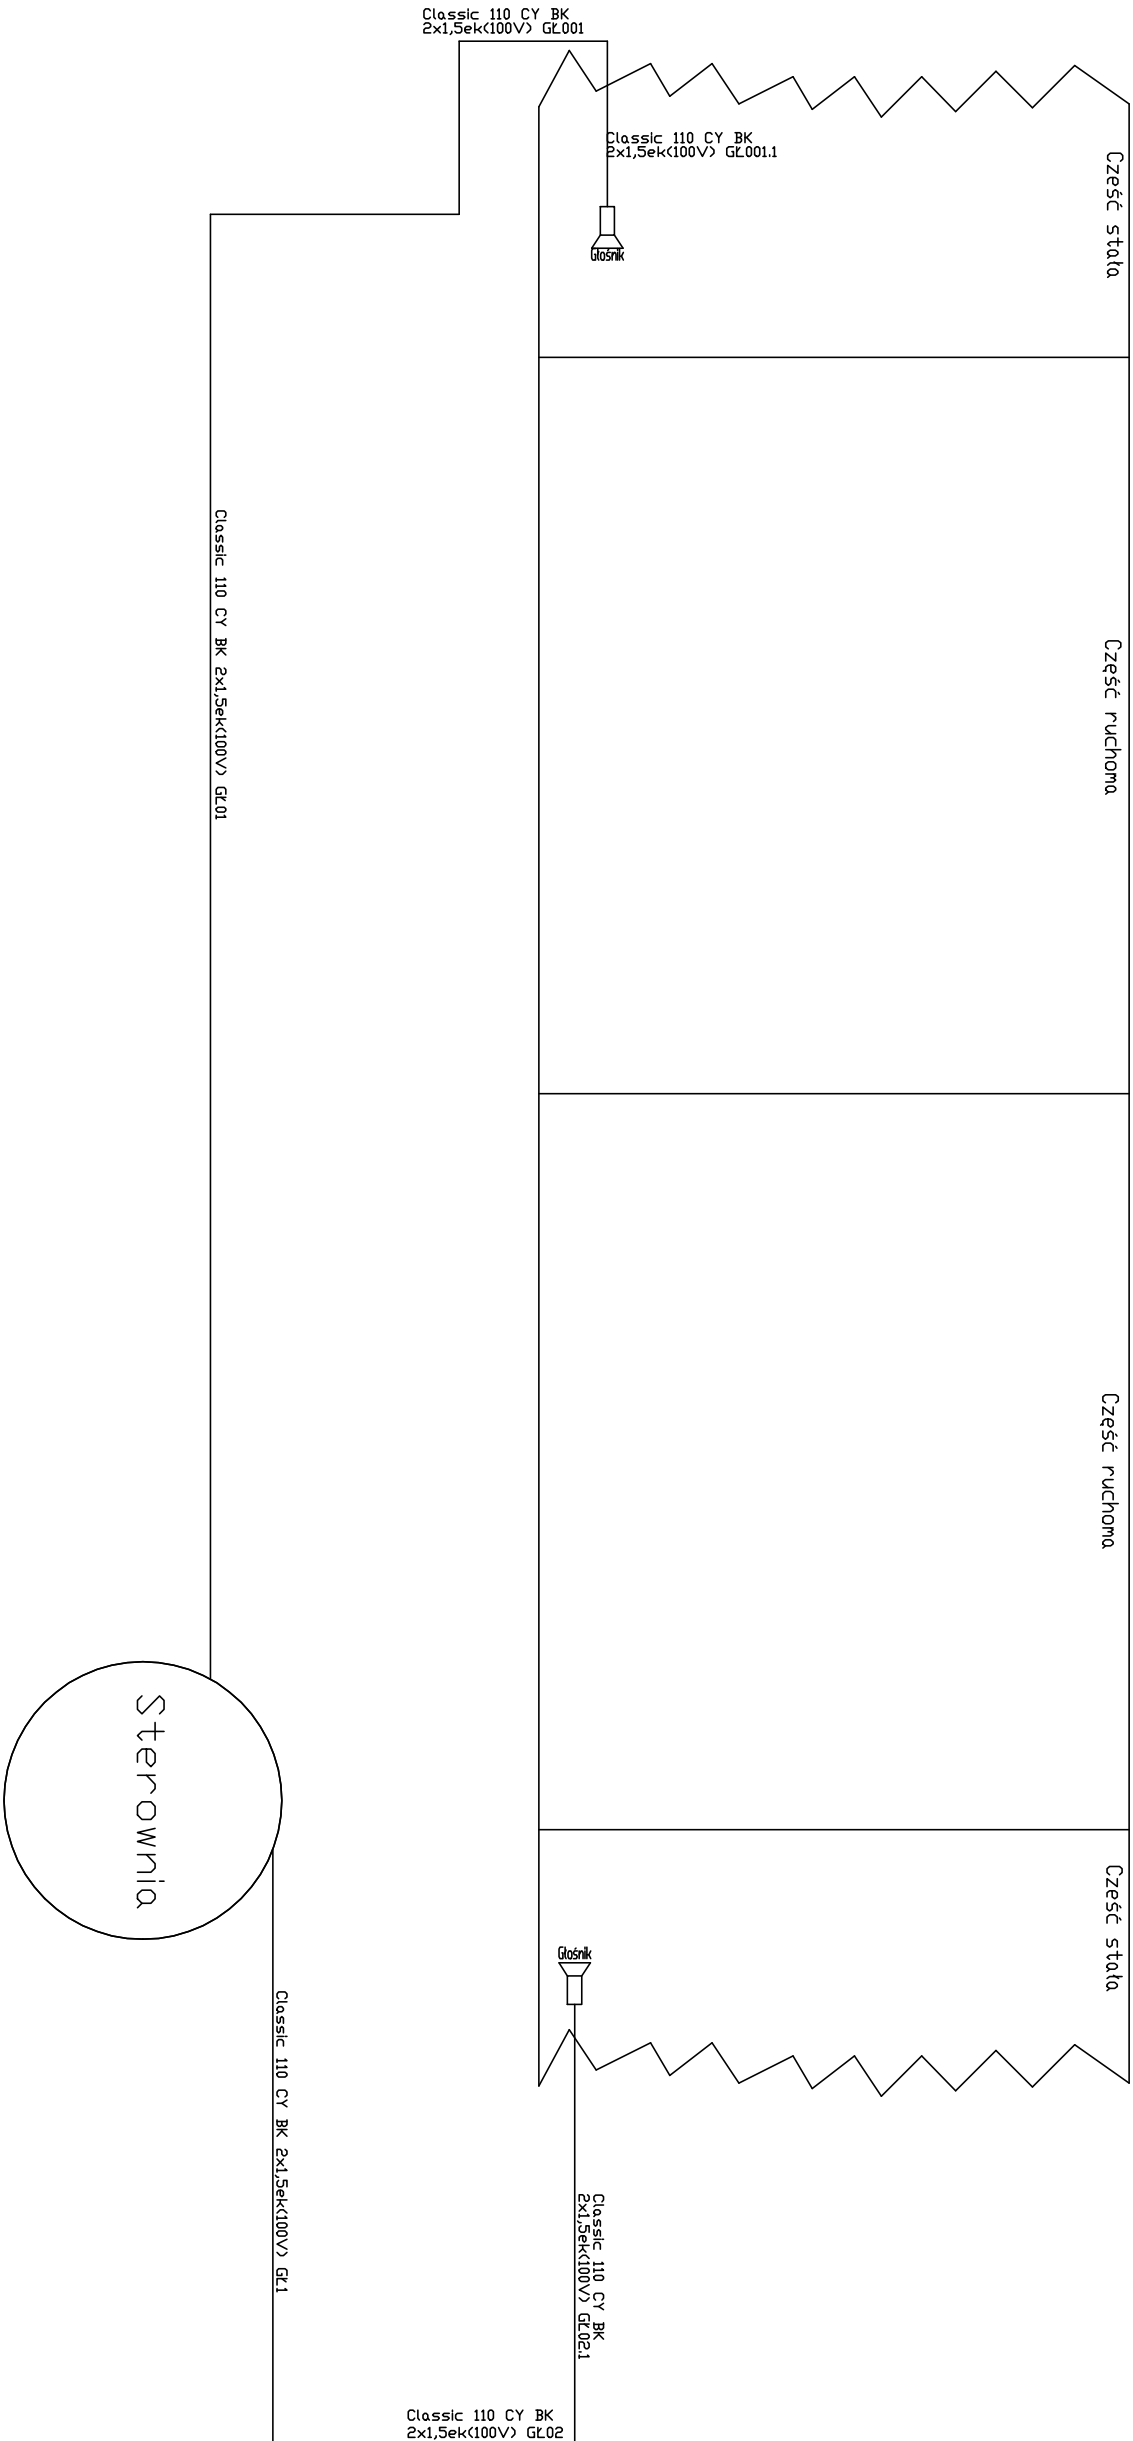 Classic 110 CY BK
2x1,5ek(100V) GŁ001
Classic 110 CY BK
2x1,5ek(100V) GŁ001.1
Głośnik
Cześć stała
Classic 110 CY BK 2x1,5ek(100V) GŁ01
Część ruchoma
Część ruchoma
Sterownia
Cześć stała
Głośnik
Classic 110 CY BK 2x1,5ek(100V) GŁ1
Classic 110 CY BK
2x1,5ek(100V) GŁ02.1
Classic 110 CY BK
2x1,5ek(100V) GŁ02